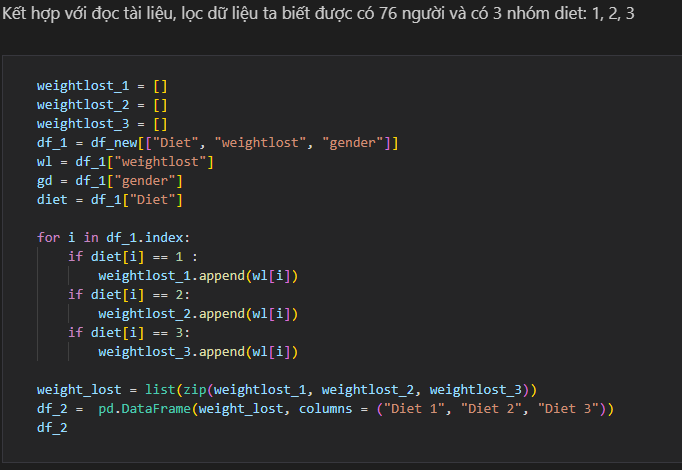 Kết hợp với đọc tài liệu, lọc dữ liệu ta biết được có 76 người và có 3 nhóm diet: 1, 2, 3
weightlost_1 = []
weightlost_2 = []
weightlost_3 = []
df_1 = df_new[["Diet", "weightlost", "gender"]]
wl = df_1["weightlost"]
gd = df_1["gender"]
diet = df_1["Diet"]
for i in df_1.index:
    if diet[i] == 1 :
        weightlost_1.append(wl[i])
    if diet[i] == 2:
        weightlost_2.append(wl[i])
    if diet[i] == 3:
        weightlost_3.append(wl[i])
weight_lost = list(zip(weightlost_1, weightlost_2, weightlost_3))
df_2 =  pd.DataFrame(weight_lost, columns = ("Diet 1", "Diet 2", "Diet 3"))
df_2